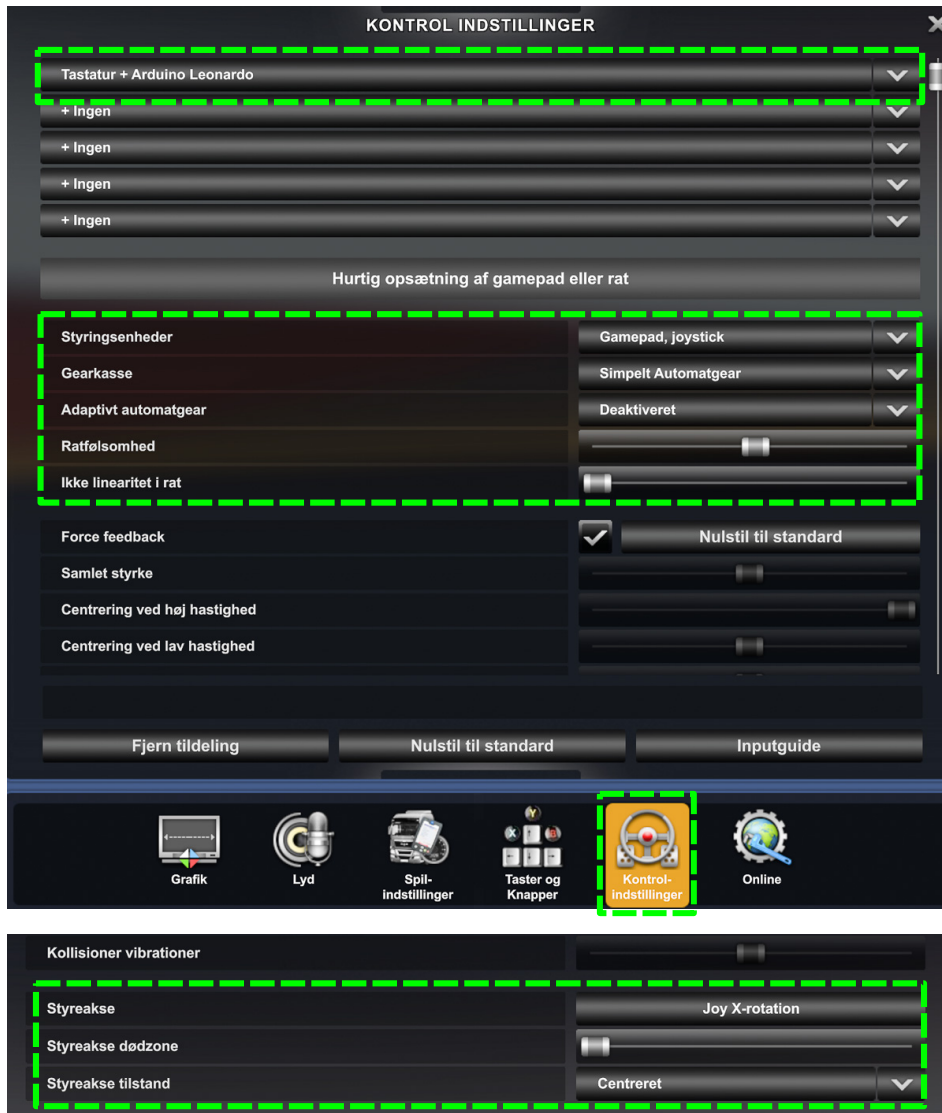 KONTROL INDSTILLINGER
Tastatur + Arduino Leonardo
+ Ingen
+ Ingen
+ Ingen
+ Ingen
Hurtig opsætning af gamepad eller rat
Styringsenheder Gamepad, joystick
Gearkasse Simpelt Automatgear
Adaptivt automatgear Deaktiveret
Ratfølsomhed
Ikke linearitet i rat
Force feedback Nulstil til standard
Samlet styrke
Centrering ved høj hastighed
Centrering ved lav hastighed
Fjern tildeling Nulstil til standard Inputguide
Y
X B
Grafik Lyd Spil- Taster og Kontrol- Online
indstillinger Knapper indstillinger
Kollisioner vibrationer
Styreakse Joy X-rotation
Styreakse dødzone
Styreakse tilstand Centreret